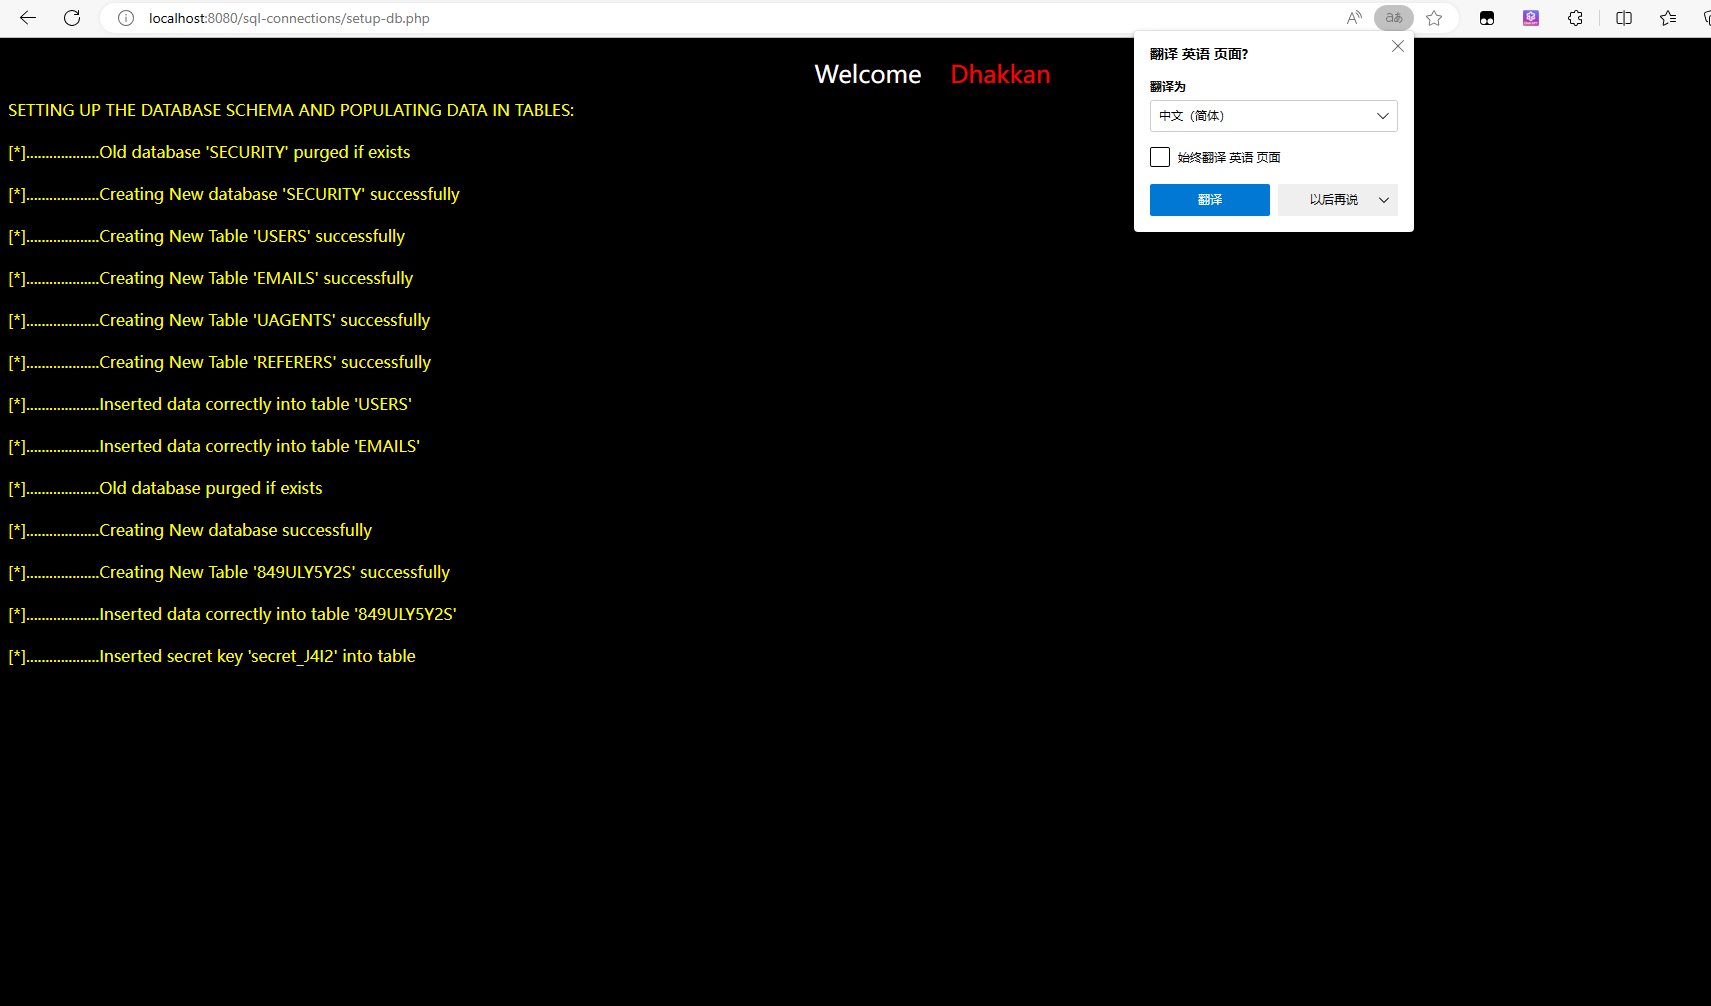 localhost:8080/sql-connections/setup-db.php
翻译 英语 页面?
翻译为
中文（简体）
始终翻译 英语 页面
翻译
以后再说
Welcome Dhakkan
SETTING UP THE DATABASE SCHEMA AND POPULATING DATA IN TABLES:
[*]...................Old database 'SECURITY' purged if exists
[*]...................Creating New database 'SECURITY' successfully
[*]...................Creating New Table 'USERS' successfully
[*]...................Creating New Table 'EMAILS' successfully
[*]...................Creating New Table 'UAGENTS' successfully
[*]...................Creating New Table 'REFERERS' successfully
[*]...................Inserted data correctly into table 'USERS'
[*]...................Inserted data correctly into table 'EMAILS'
[*]...................Old database purged if exists
[*]...................Creating New database successfully
[*]...................Creating New Table '849ULY5Y2S' successfully
[*]...................Inserted data correctly into table '849ULY5Y2S'
[*]...................Inserted secret key 'secret_J4I2' into table